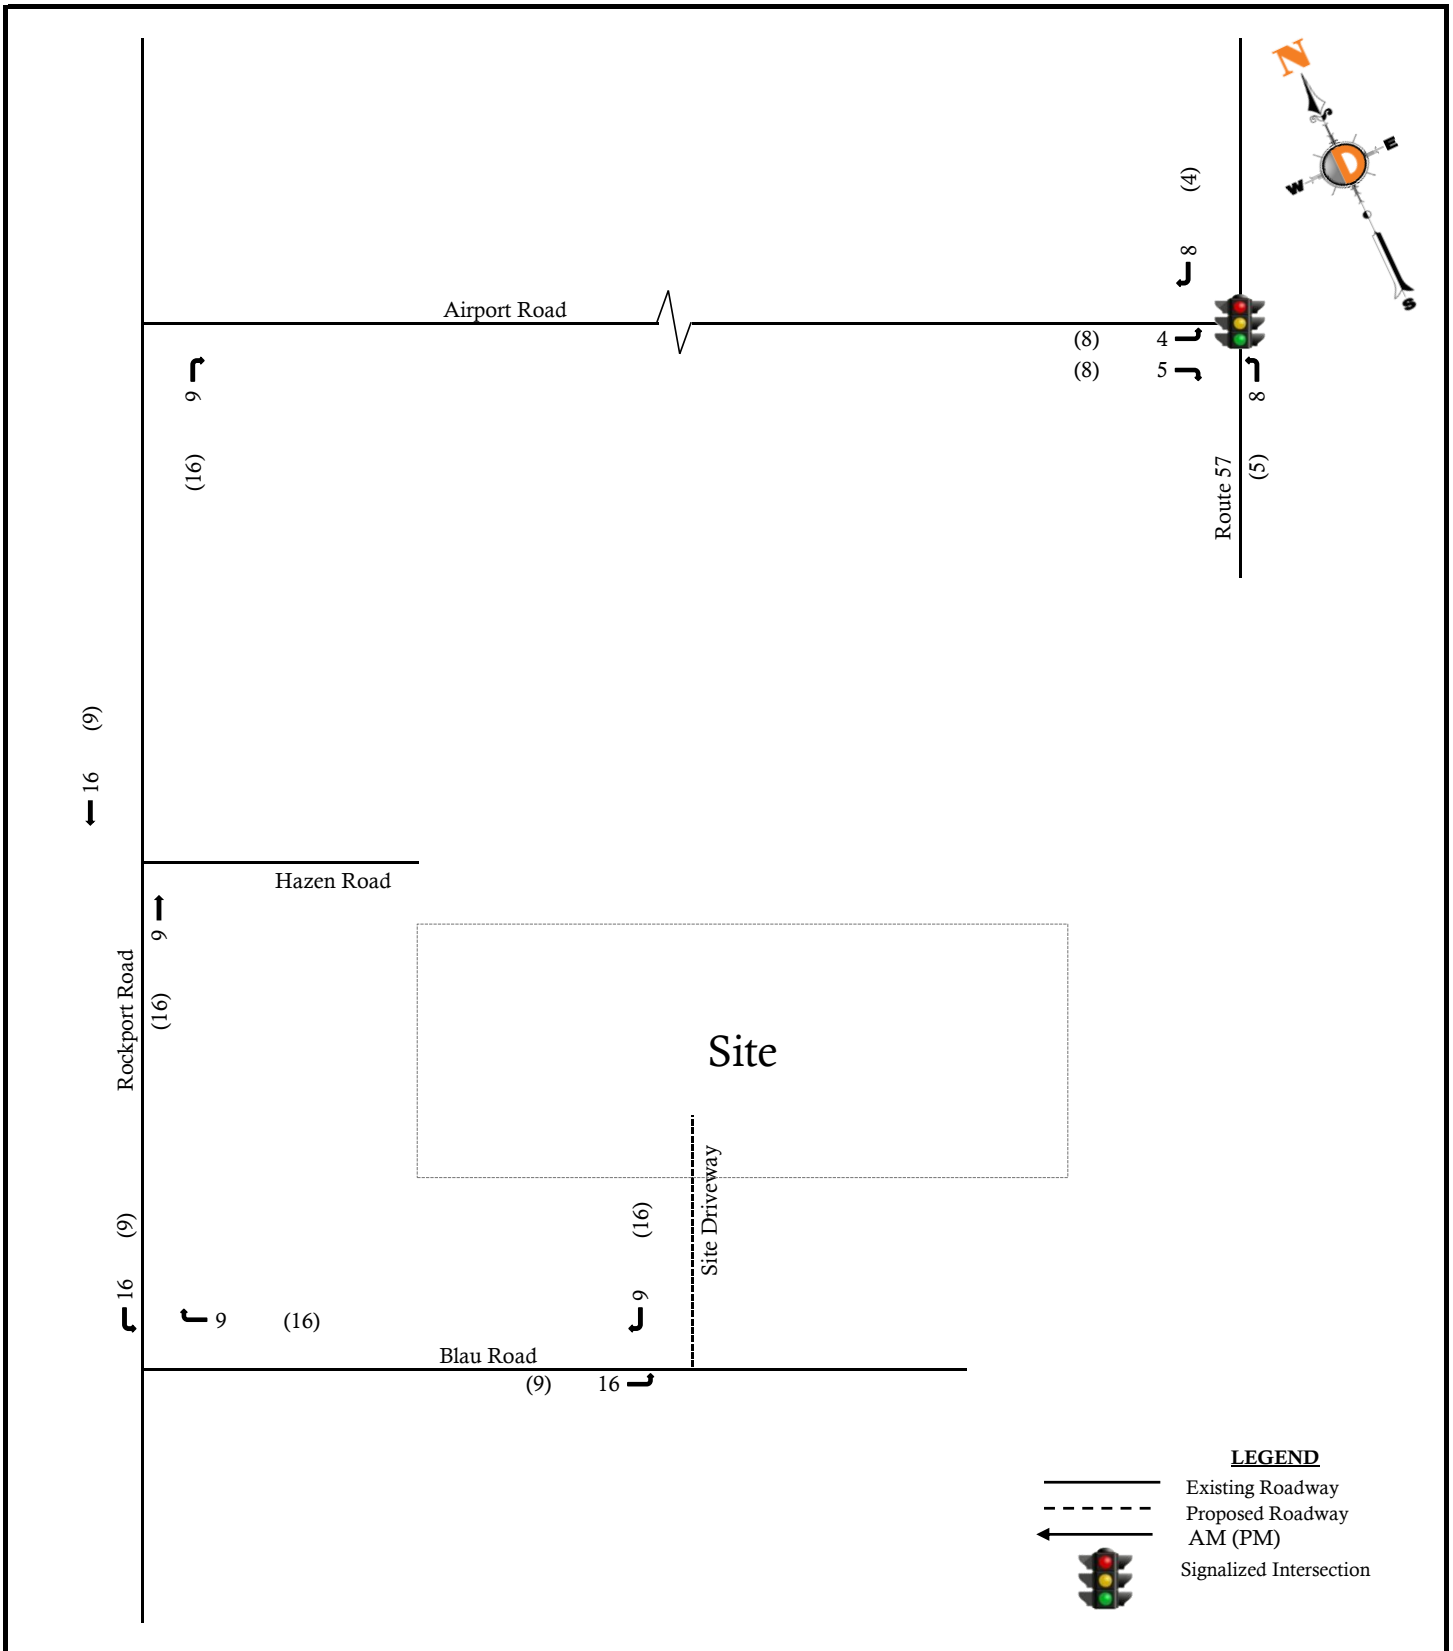 N
E
W
D
S
(4)
8
Airport Road
(8) 4
(8) 5
9
(16)
8
(5)
Route 57
(9)
16
Hazen Road
9
(16)
Rockport Road
Site
Site Driveway
(9)
16
9 (16)
(16)
9
Blau Road
(9) 16
LEGEND
Existing Roadway
Proposed Roadway
AM (PM)
Signalized Intersection